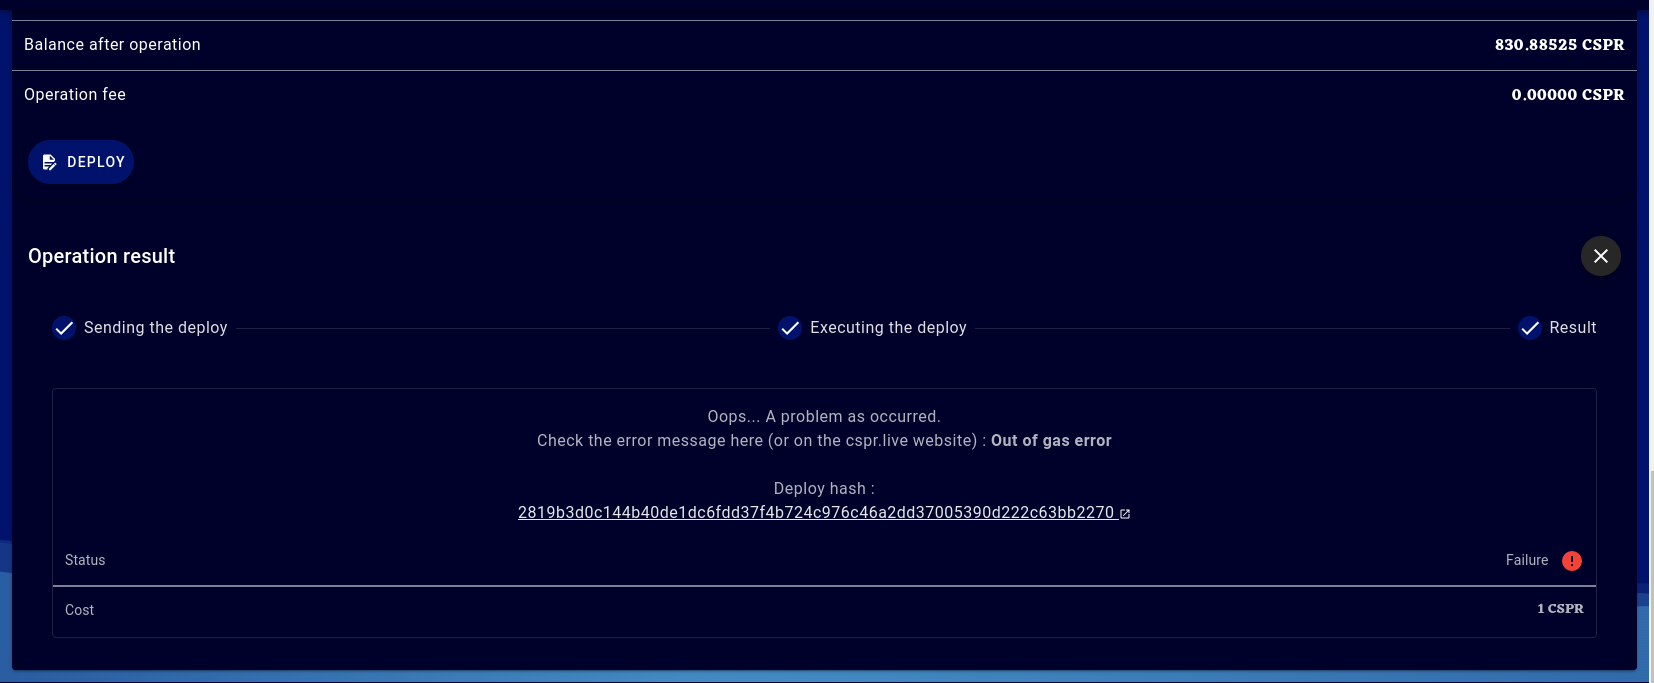 Balance after operation 830.88525 CSPR
Operation fee 0.00000 CSPR
DEPLOY
Operation result
Sending the deploy Executing the deploy Result
Oops... A problem as occurred.
Check the error message here (or on the cspr.live website) : Out of gas error
Deploy hash :
2819b3d0c144b40de1dc6fdd37f4b724c976c46a2dd37005390d222c63bb2270
Status Failure
Cost 1 CSPR